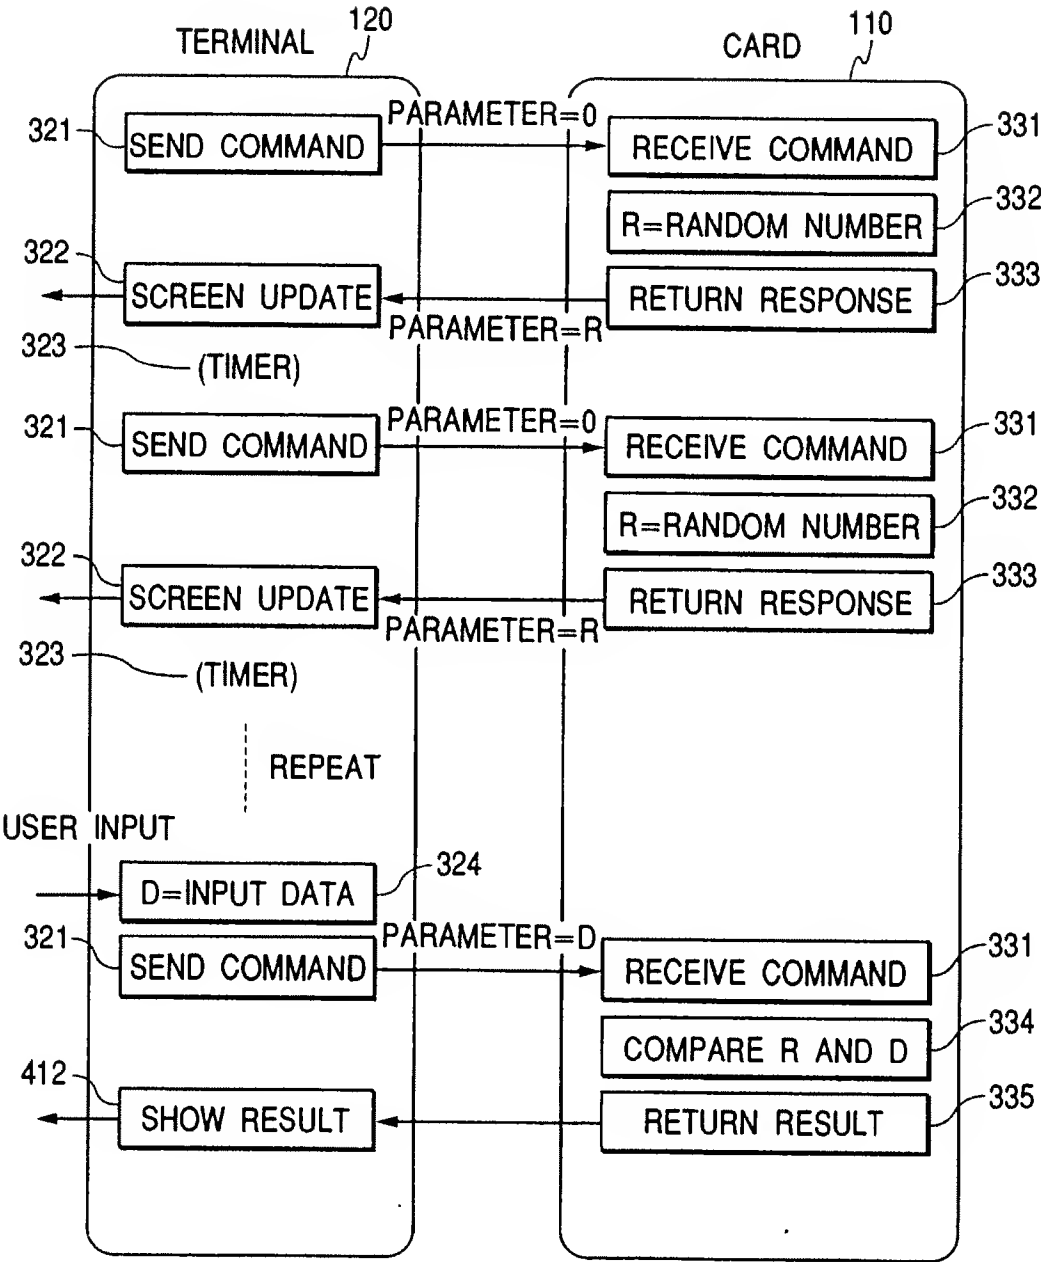 TERMINAL 120
CARD 110
PARAMETER=0
321 SEND COMMAND
RECEIVE COMMAND 331
R=RANDOM NUMBER 332
322 SCREEN UPDATE
RETURN RESPONSE 333
PARAMETER=R
323 (TIMER)
PARAMETER=0
321 SEND COMMAND
RECEIVE COMMAND 331
R=RANDOM NUMBER 332
322 SCREEN UPDATE
RETURN RESPONSE 333
PARAMETER=R
323 (TIMER)
REPEAT
USER INPUT
D=INPUT DATA 324
PARAMETER=D
321 SEND COMMAND
RECEIVE COMMAND 331
COMPARE R AND D 334
412 SHOW RESULT
RETURN RESULT 335